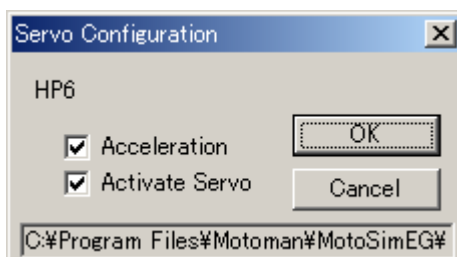 Servo Configuration
HP6
Acceleration
OK
Activate Servo
Cancel
C:¥Program Files¥Motoman¥MotoSimEG¥